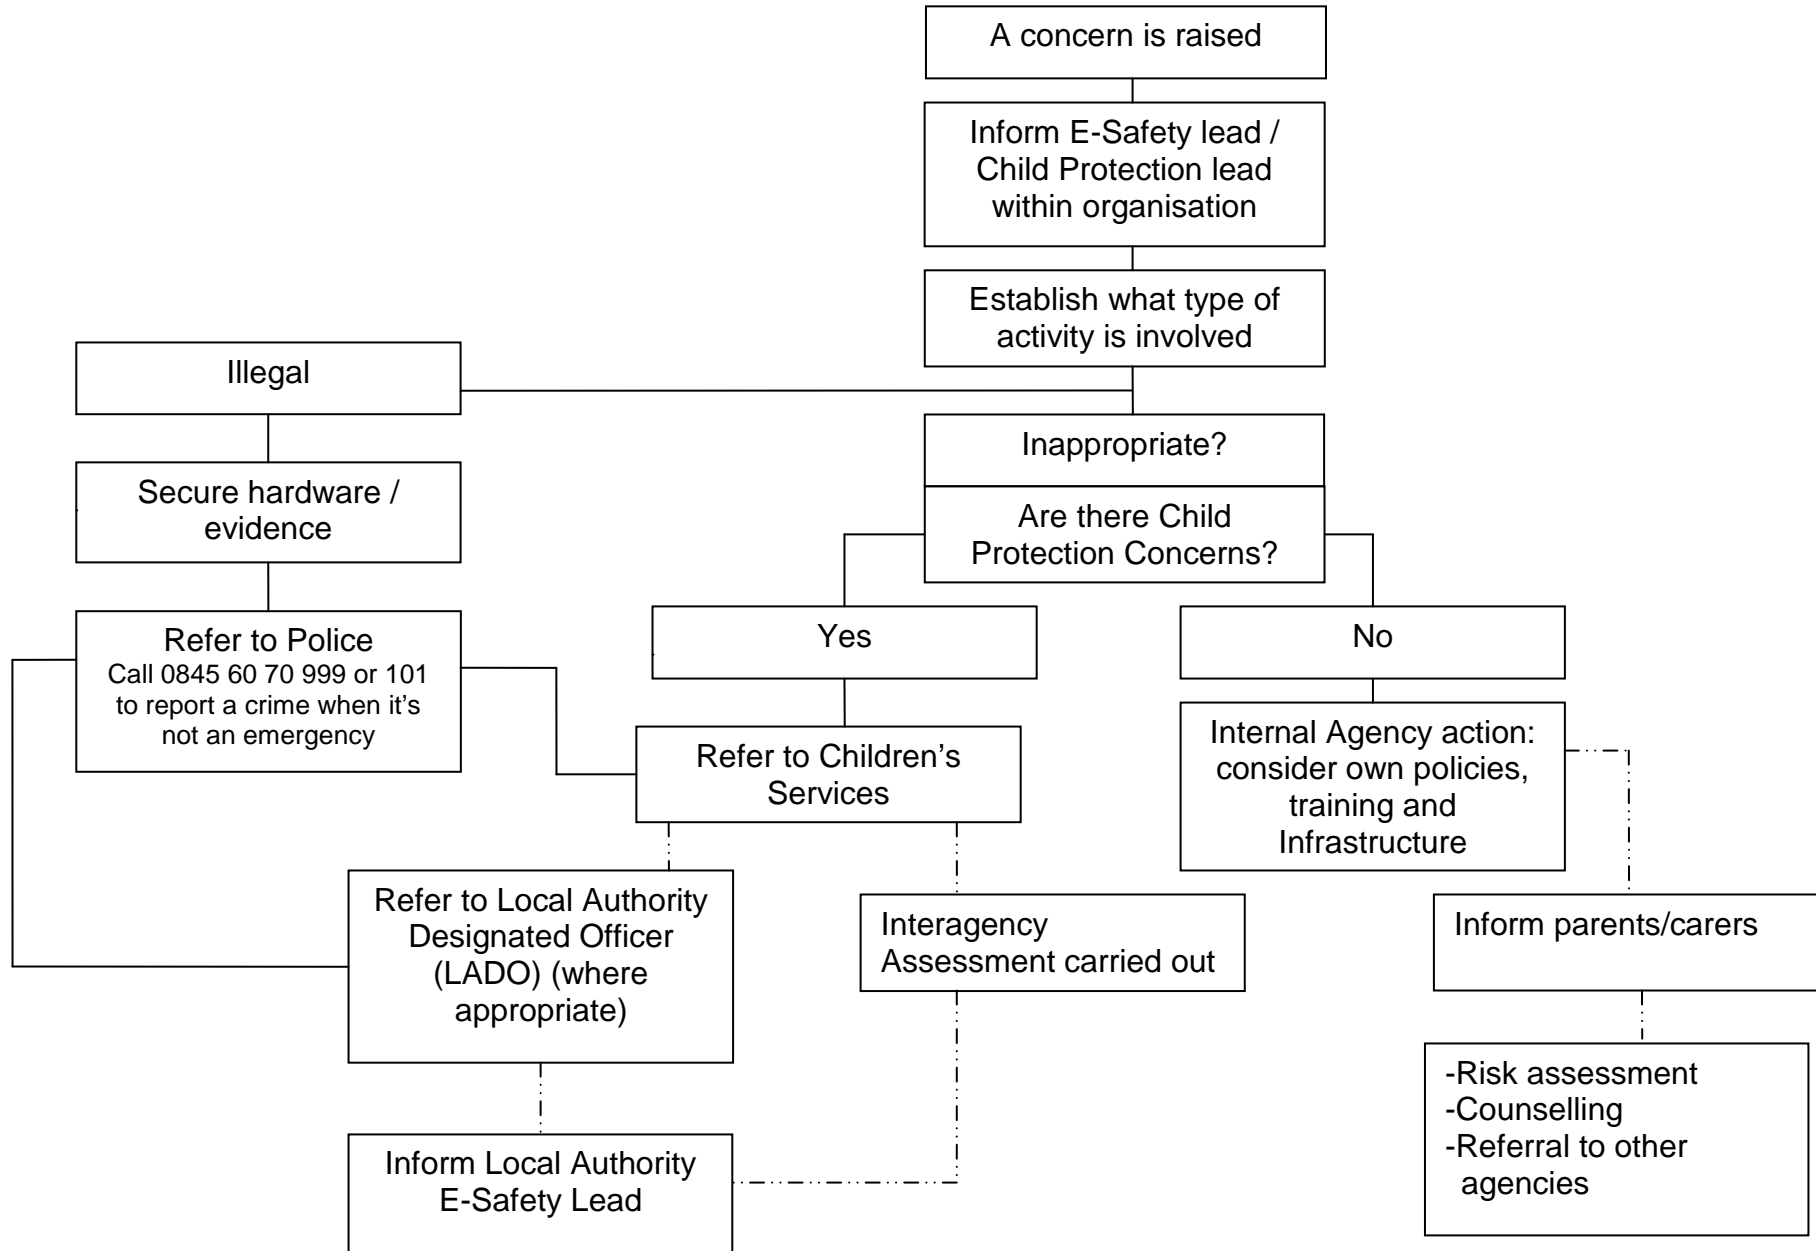 A concern is raised
Inform E-Safety lead /
Child Protection lead
within organisation
Establish what type of
activity is involved
Illegal
Inappropriate?
Secure hardware /
evidence
Are there Child
Protection Concerns?
Refer to Police
Call 0845 60 70 999 or 101
to report a crime when it's
not an emergency
Yes
No
Refer to Children's
Services
Internal Agency action:
consider own policies,
training and
Infrastructure
Refer to Local Authority
Designated Officer
(LADO) (where
appropriate)
Interagency
Assessment carried out
Inform parents/carers
Inform Local Authority
E-Safety Lead
-Risk assessment
-Counselling
-Referral to other
agencies